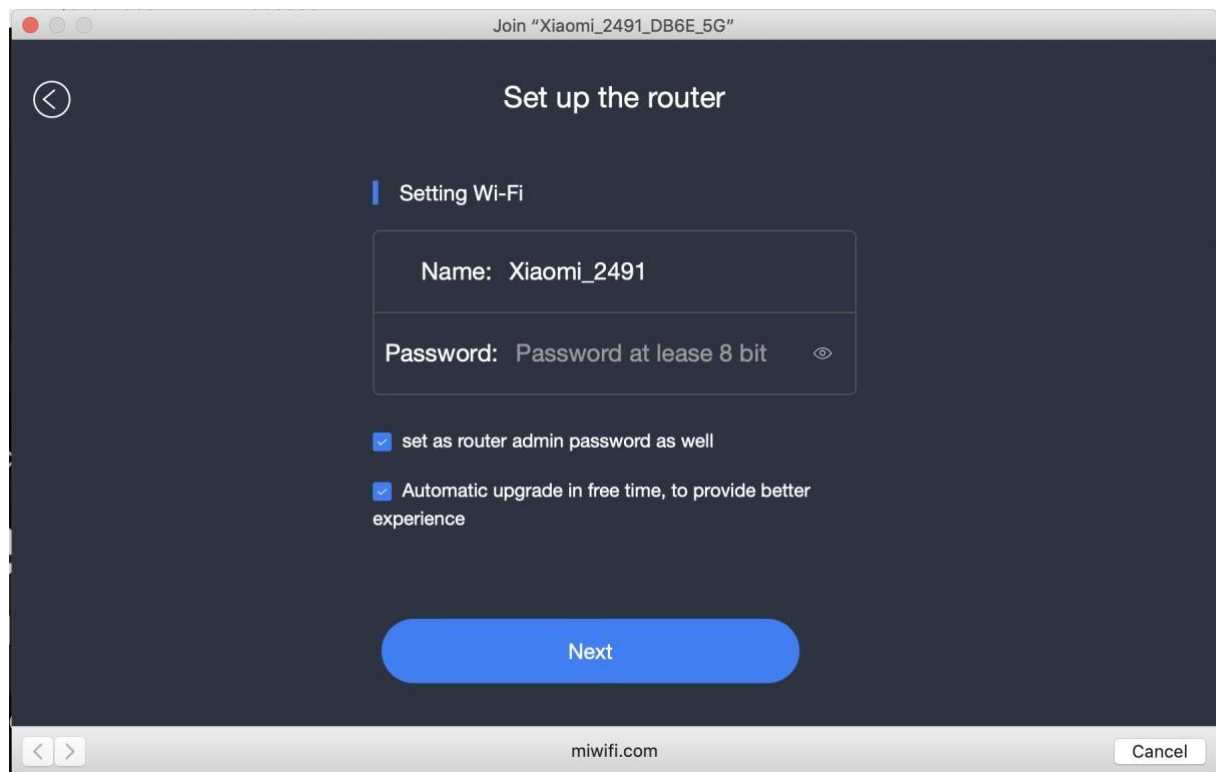 Join “Xiaomi_2491_DB6E_5G”
Set up the router
Setting Wi-Fi
Name: Xiaomi_2491
Password: Password at lease 8 bit
set as router admin password as well
Automatic upgrade in free time, to provide better
experience
Next
miwifi.com
Cancel